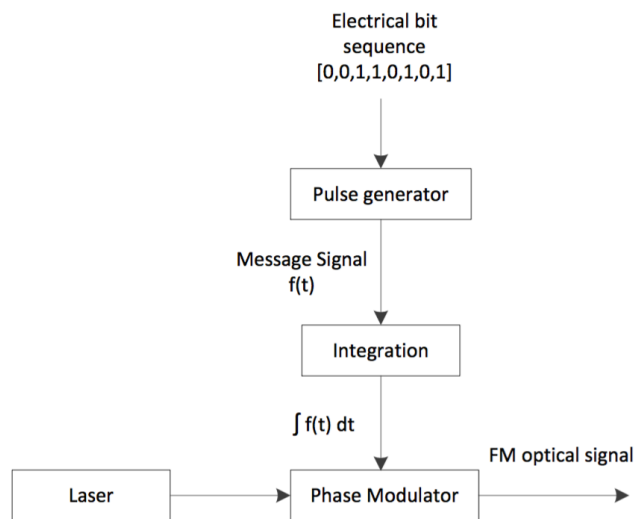 Electrical bit
sequence
[0,0,1,1,0,1,0,1]
Pulse generator
Message Signal
f(t)
Integration
∫ f(t) dt
FM optical signal
Laser
Phase Modulator